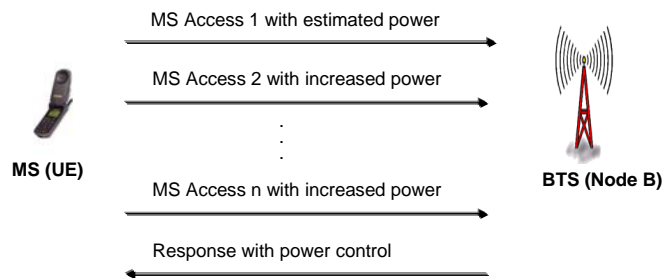 MS Access 1 with estimated power
MS Access 2 with increased power
.
.
.
MS (UE)
BTS (Node B)
MS Access n with increased power
Response with power control